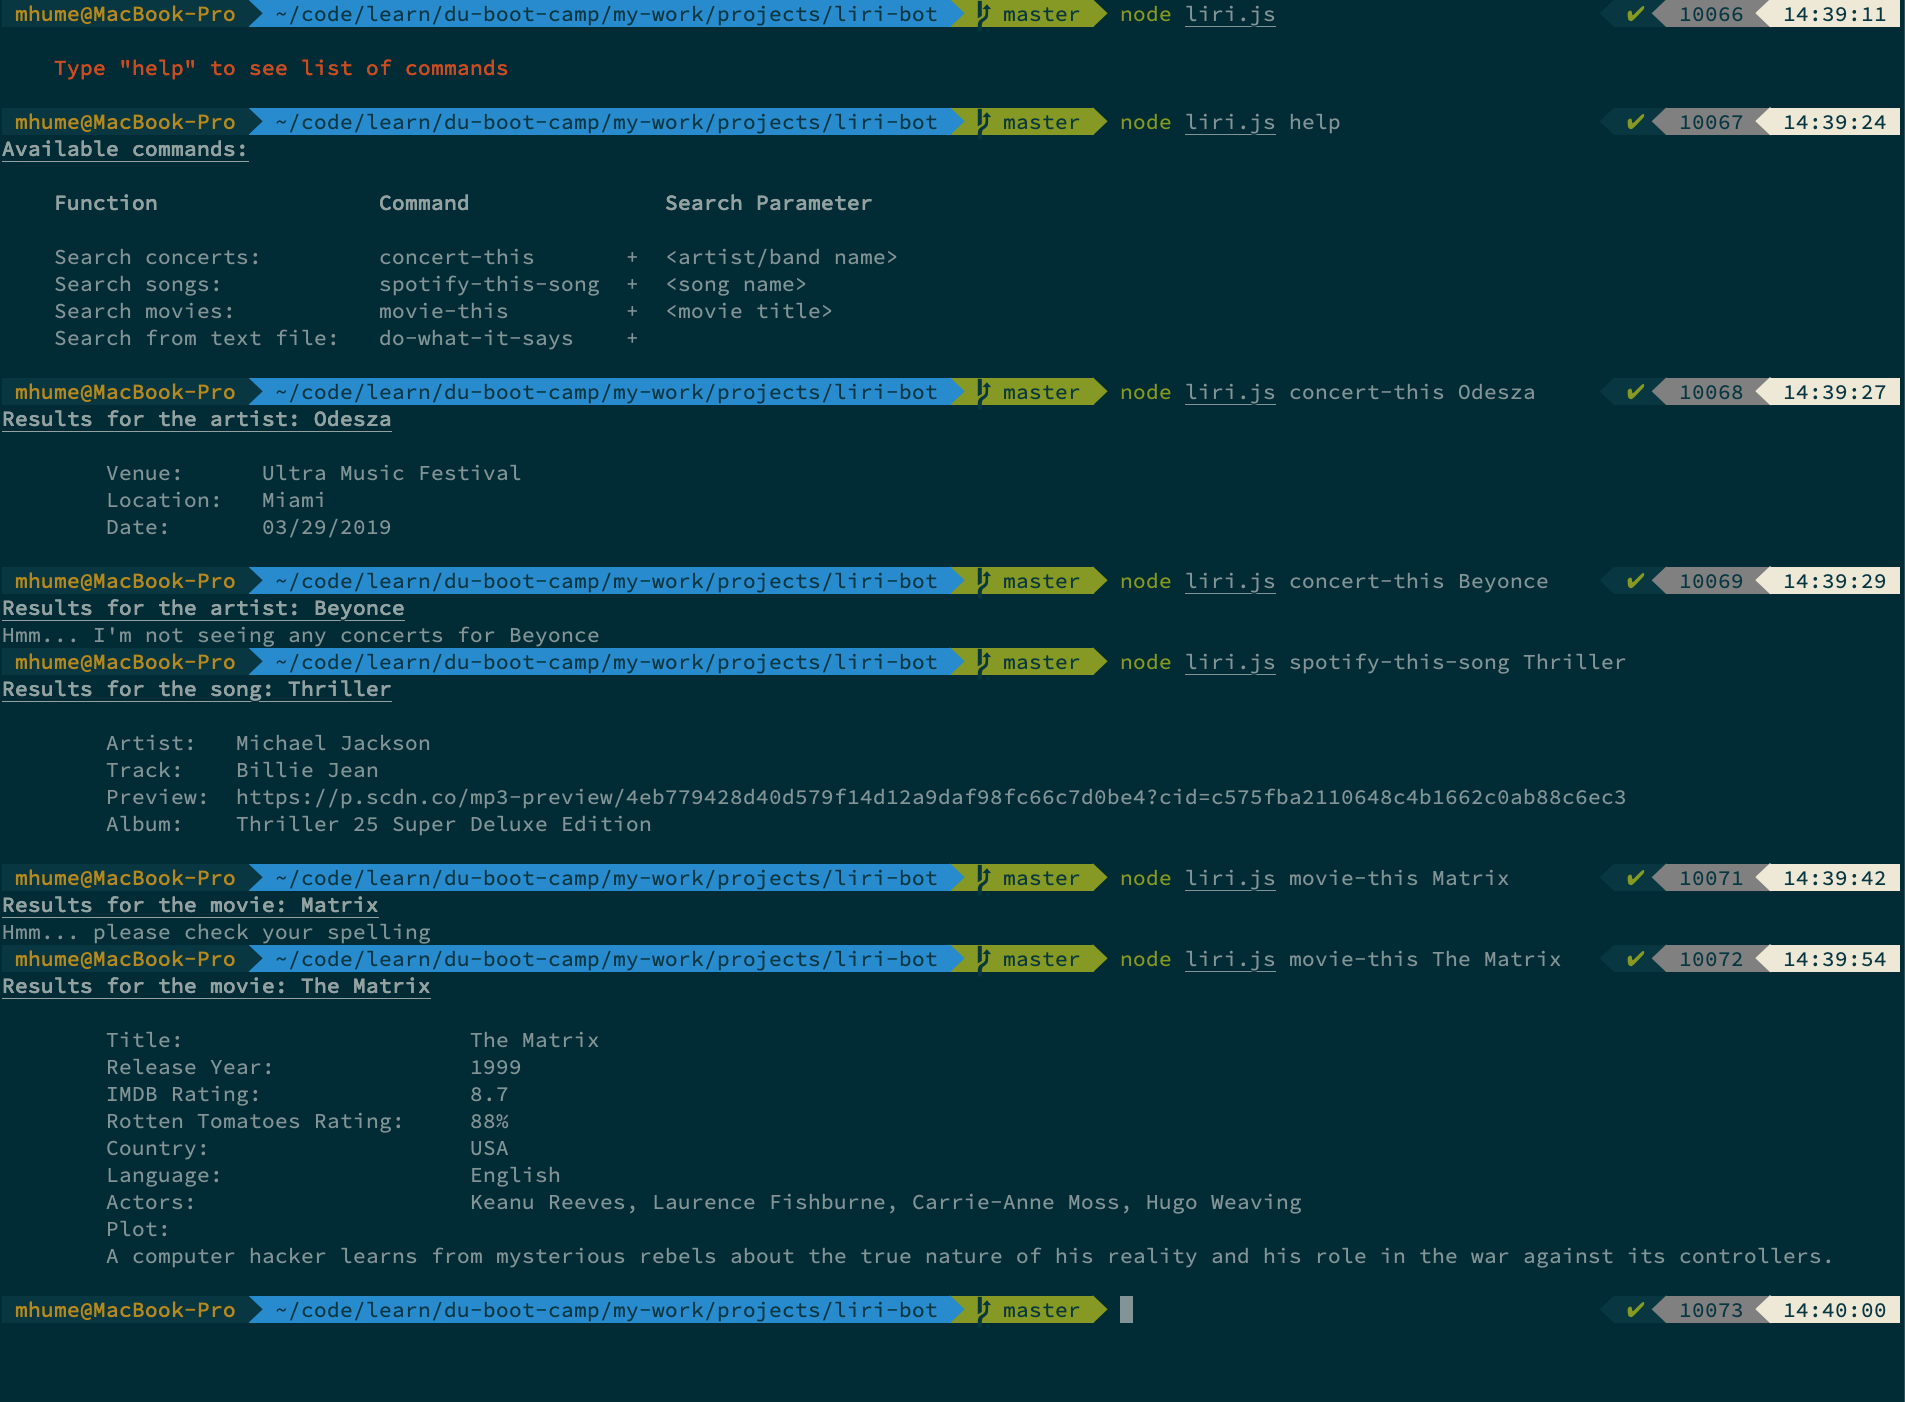 mhume@MacBook-Pro ~/code/learn/du-boot-camp/my-work/projects/liri-bot master node liri.js ✔ 10066 14:39:11
Type "help" to see list of commands
mhume@MacBook-Pro ~/code/learn/du-boot-camp/my-work/projects/liri-bot master node liri.js help ✔ 10067 14:39:24
Available commands:
Function Command Search Parameter
Search concerts: concert-this + <artist/band name>
Search songs: spotify-this-song + <song name>
Search movies: movie-this + <movie title>
Search from text file: do-what-it-says +
mhume@MacBook-Pro ~/code/learn/du-boot-camp/my-work/projects/liri-bot master node liri.js concert-this Odesza ✔ 10068 14:39:27
Results for the artist: Odesza
Venue: Ultra Music Festival
Location: Miami
Date: 03/29/2019
mhume@MacBook-Pro ~/code/learn/du-boot-camp/my-work/projects/liri-bot master node liri.js concert-this Beyonce ✔ 10069 14:39:29
Results for the artist: Beyonce
Hmm... I'm not seeing any concerts for Beyonce
mhume@MacBook-Pro ~/code/learn/du-boot-camp/my-work/projects/liri-bot master node liri.js spotify-this-song Thriller
Results for the song: Thriller
Artist: Michael Jackson
Track: Billie Jean
Preview: https://p.scdn.co/mp3-preview/4eb779428d40d579f14d12a9daf98fc66c7d0be4?cid=c575fba2110648c4b1662c0ab88c6ec3
Album: Thriller 25 Super Deluxe Edition
mhume@MacBook-Pro ~/code/learn/du-boot-camp/my-work/projects/liri-bot master node liri.js movie-this Matrix ✔ 10071 14:39:42
Results for the movie: Matrix
Hmm... please check your spelling
mhume@MacBook-Pro ~/code/learn/du-boot-camp/my-work/projects/liri-bot master node liri.js movie-this The Matrix ✔ 10072 14:39:54
Results for the movie: The Matrix
Title: The Matrix
Release Year: 1999
IMDB Rating: 8.7
Rotten Tomatoes Rating: 88%
Country: USA
Language: English
Actors: Keanu Reeves, Laurence Fishburne, Carrie-Anne Moss, Hugo Weaving
Plot:
A computer hacker learns from mysterious rebels about the true nature of his reality and his role in the war against its controllers.
mhume@MacBook-Pro ~/code/learn/du-boot-camp/my-work/projects/liri-bot master ✔ 10073 14:40:00